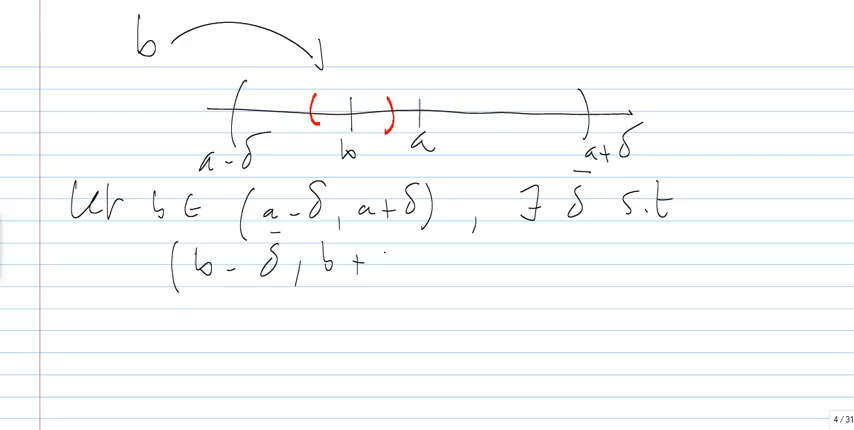 b
( ( ) )
a - δ b a a + δ
Let b ∈ (a - δ, a + δ), ∃ δ̄ s.t
(b - δ̄, b +
4 / 31